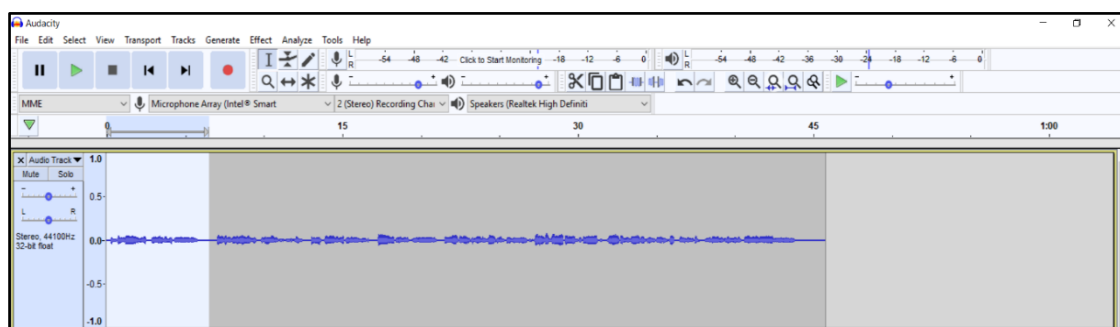 Audacity
File Edit Select View Transport Tracks Generate Effect Analyze Tools Help
L R -54 -48 -42 Click to Start Monitoring -18 -12 -6 0 L R -54 -48 -42 -36 -30 -24 -18 -12 -6 0
- + - + - +
MME Microphone Array (Intel® Smart 2 (Stereo) Recording Chai Speakers (Realtek High Definiti
0 15 30 45 1:00
X Audio Track 1.0
Mute Solo
- +
0.5
L R
Stereo, 44100Hz
32-bit float
0.0
-0.5
-1.0